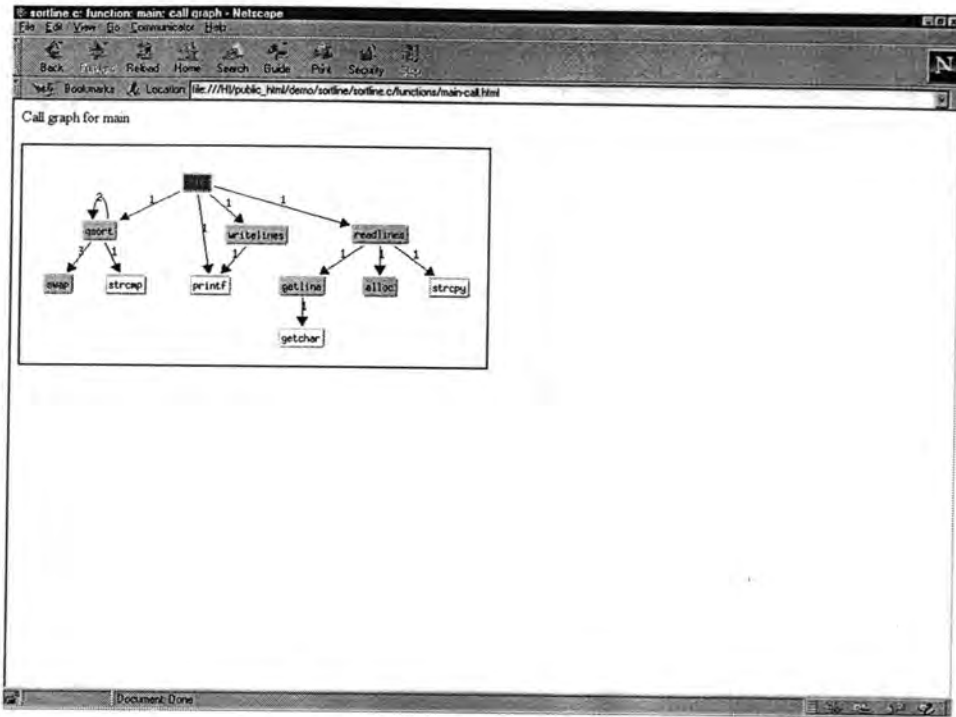 sortline c: function: main: call graph - Netscape
File Edit View Go Communicator Help
Back Reload Home Search Guide Print Security
Bookmarks Location file:///H|/public_html/demo/sortline/sortline.c/functions/main-call.html
N
Call graph for main
2 1 1 1 1
qsort writelines readlines
3 1 1 1 1 1
swap strcmp printf getline alloc strcpy
1
getchar
Document: Done